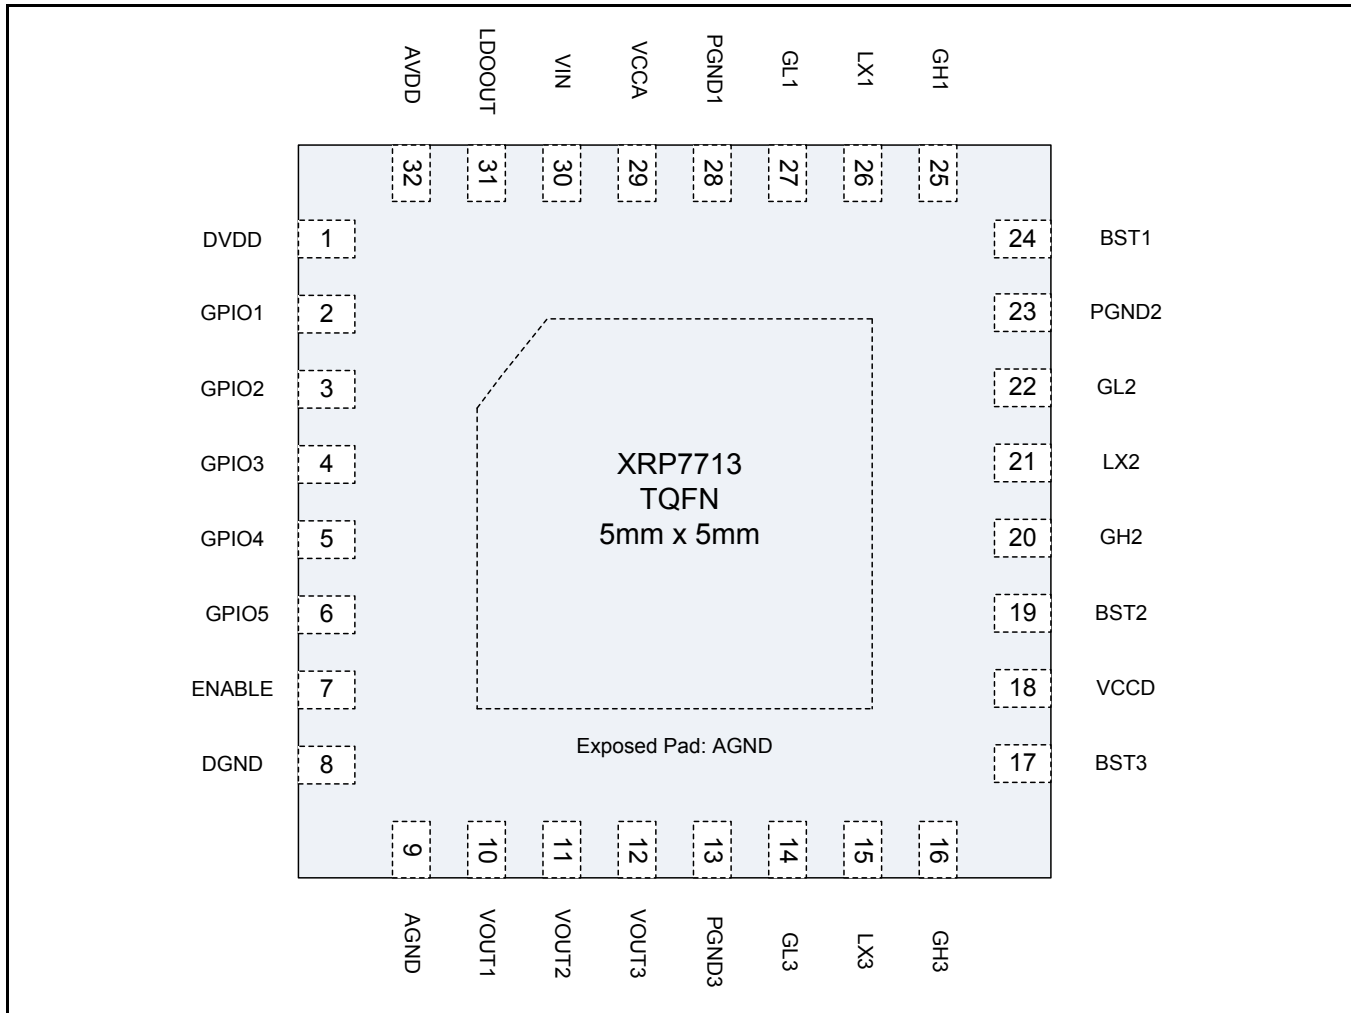 AVDD
LDOOUT
VIN
VCCA
PGND1
GL1
LX1
GH1
32
31
30
29
28
27
26
25
DVDD 1
GPIO1 2
GPIO2 3
GPIO3 4
GPIO4 5
GPIO5 6
ENABLE 7
DGND 8
XRP7713
TQFN
5mm x 5mm
Exposed Pad: AGND
24 BST1
23 PGND2
22 GL2
21 LX2
20 GH2
19 BST2
18 VCCD
17 BST3
9
10
11
12
13
14
15
16
AGND
VOUT1
VOUT2
VOUT3
PGND3
GL3
LX3
GH3